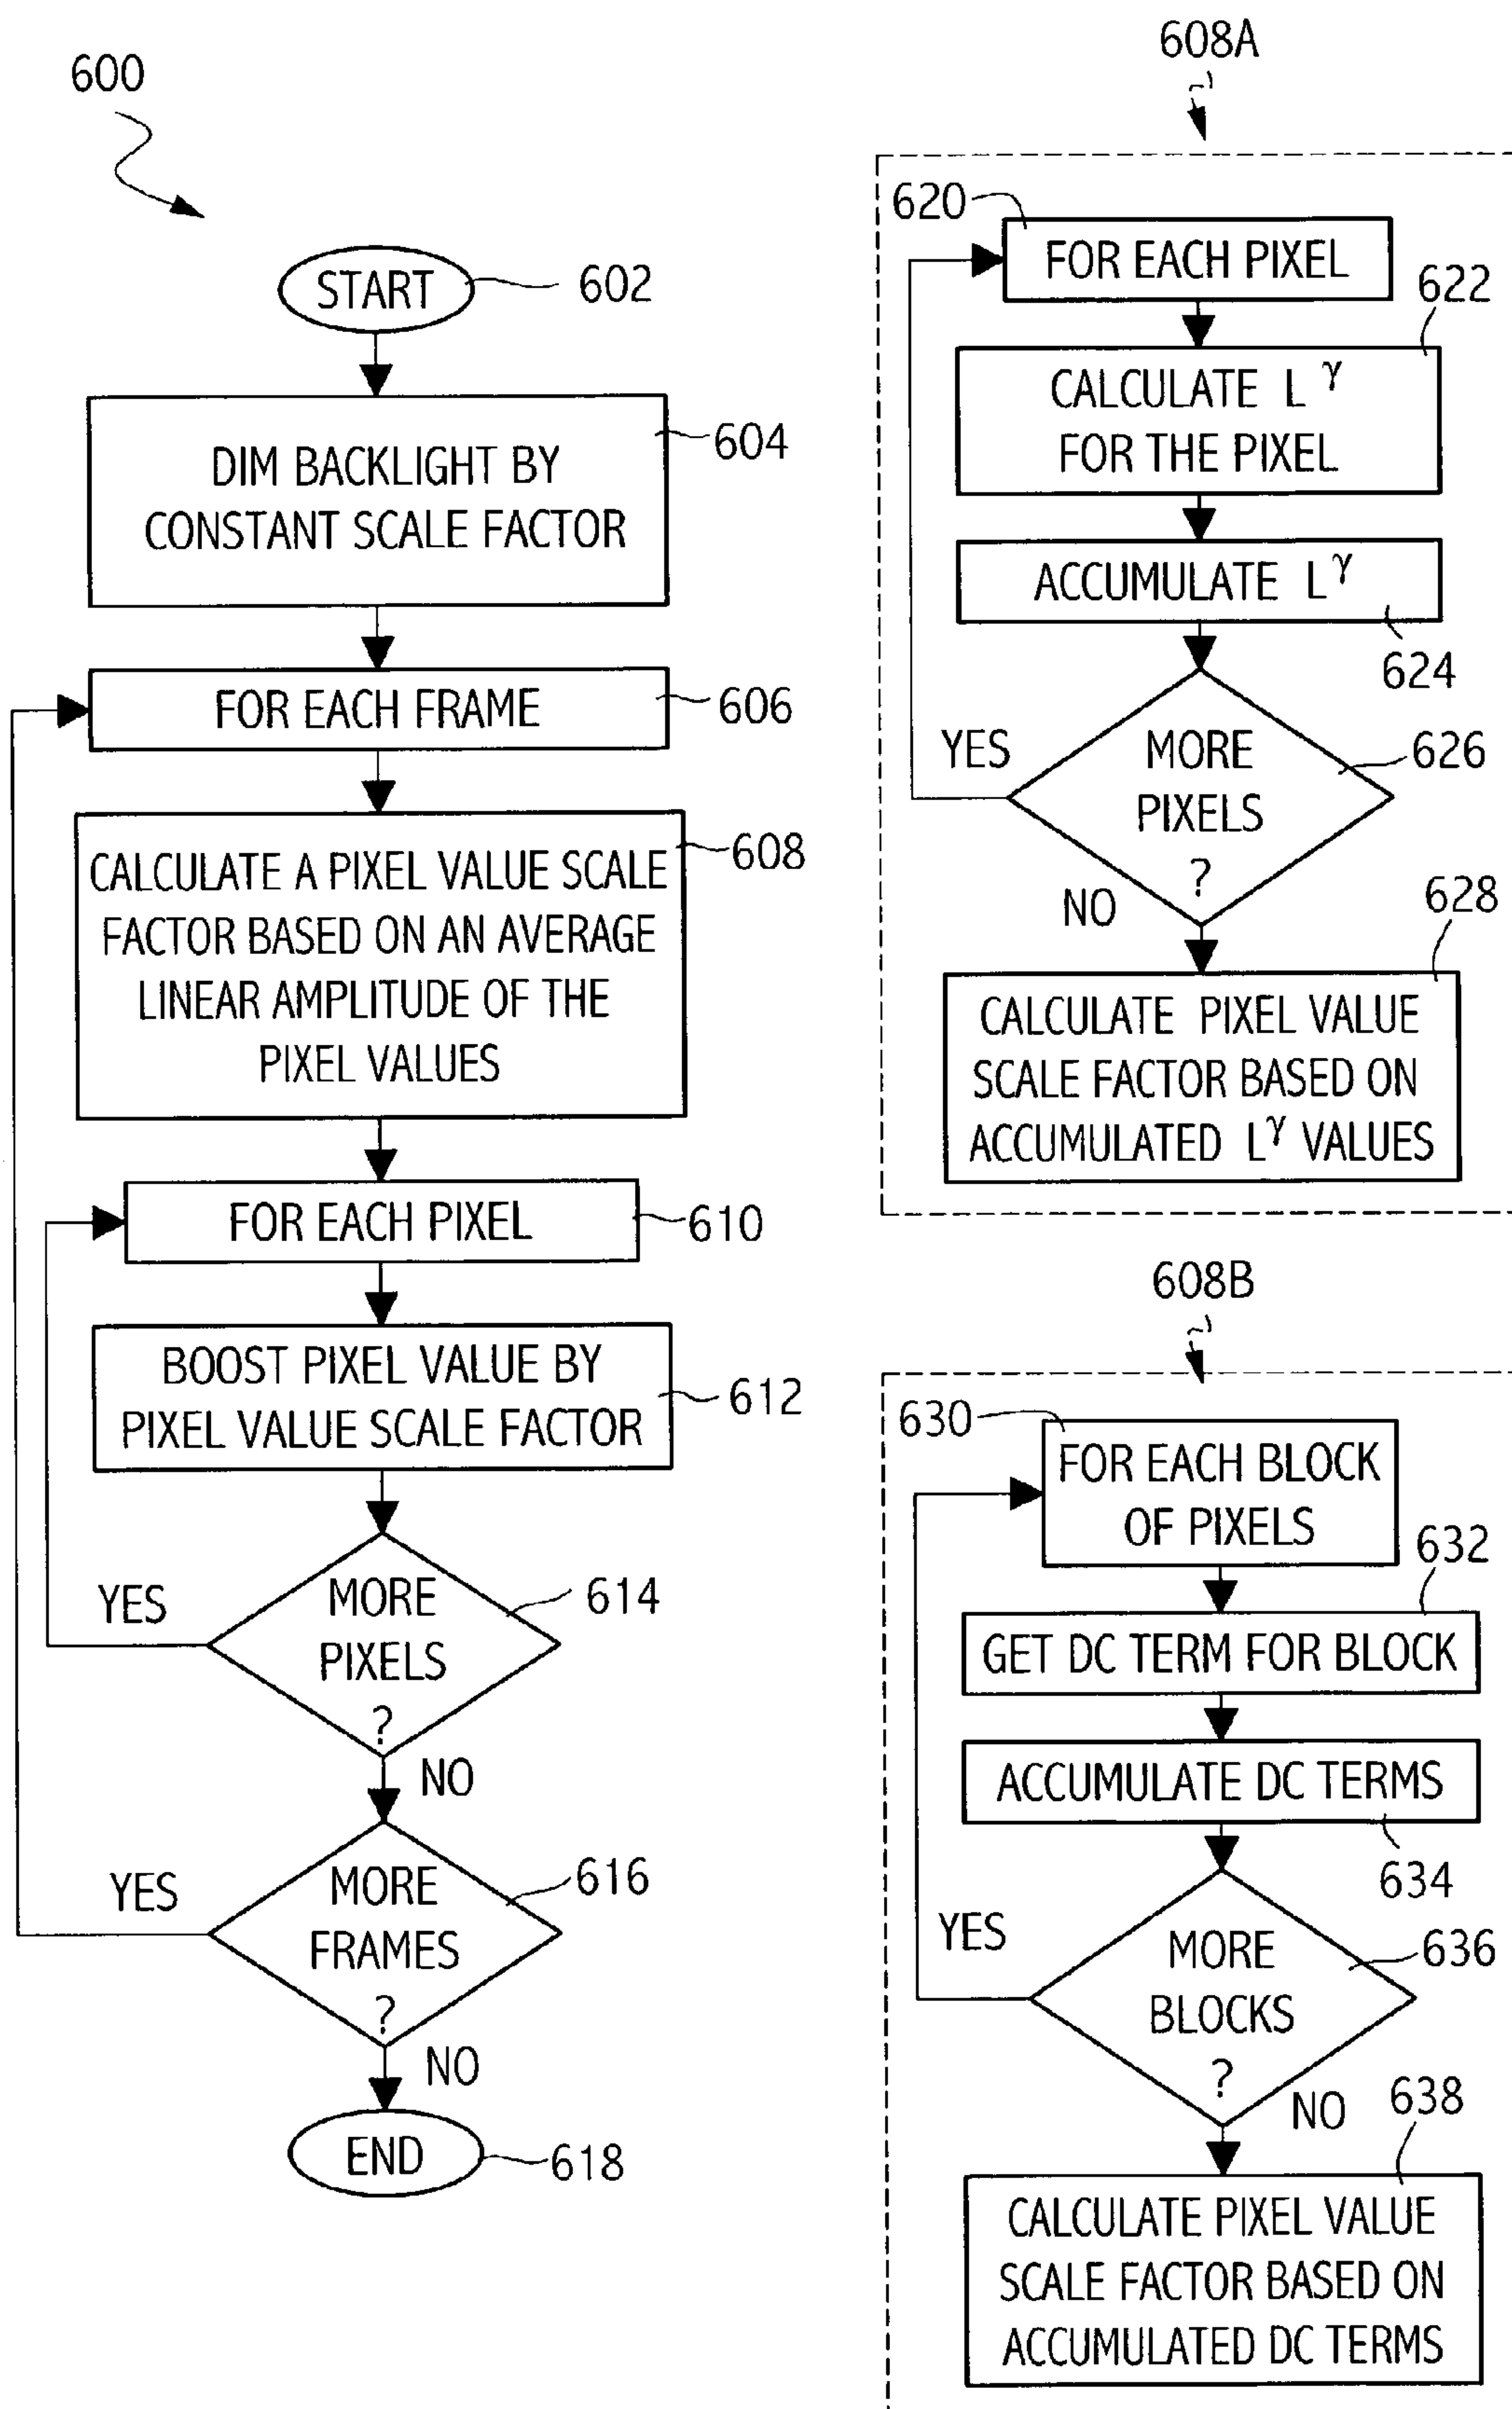 600
START
602
DIM BACKLIGHT BY
CONSTANT SCALE FACTOR
604
FOR EACH FRAME
606
CALCULATE A PIXEL VALUE SCALE
FACTOR BASED ON AN AVERAGE
LINEAR AMPLITUDE OF THE
PIXEL VALUES
608
FOR EACH PIXEL
610
BOOST PIXEL VALUE BY
PIXEL VALUE SCALE FACTOR
612
MORE
PIXELS
?
614
YES
NO
MORE
FRAMES
?
616
YES
NO
END
618
608A
620
FOR EACH PIXEL
622
CALCULATE L^γ
FOR THE PIXEL
ACCUMULATE L^γ
624
MORE
PIXELS
?
626
YES
NO
628
CALCULATE PIXEL VALUE
SCALE FACTOR BASED ON
ACCUMULATED L^γ VALUES
608B
630
FOR EACH BLOCK
OF PIXELS
632
GET DC TERM FOR BLOCK
ACCUMULATE DC TERMS
634
MORE
BLOCKS
?
636
YES
NO
638
CALCULATE PIXEL VALUE
SCALE FACTOR BASED ON
ACCUMULATED DC TERMS